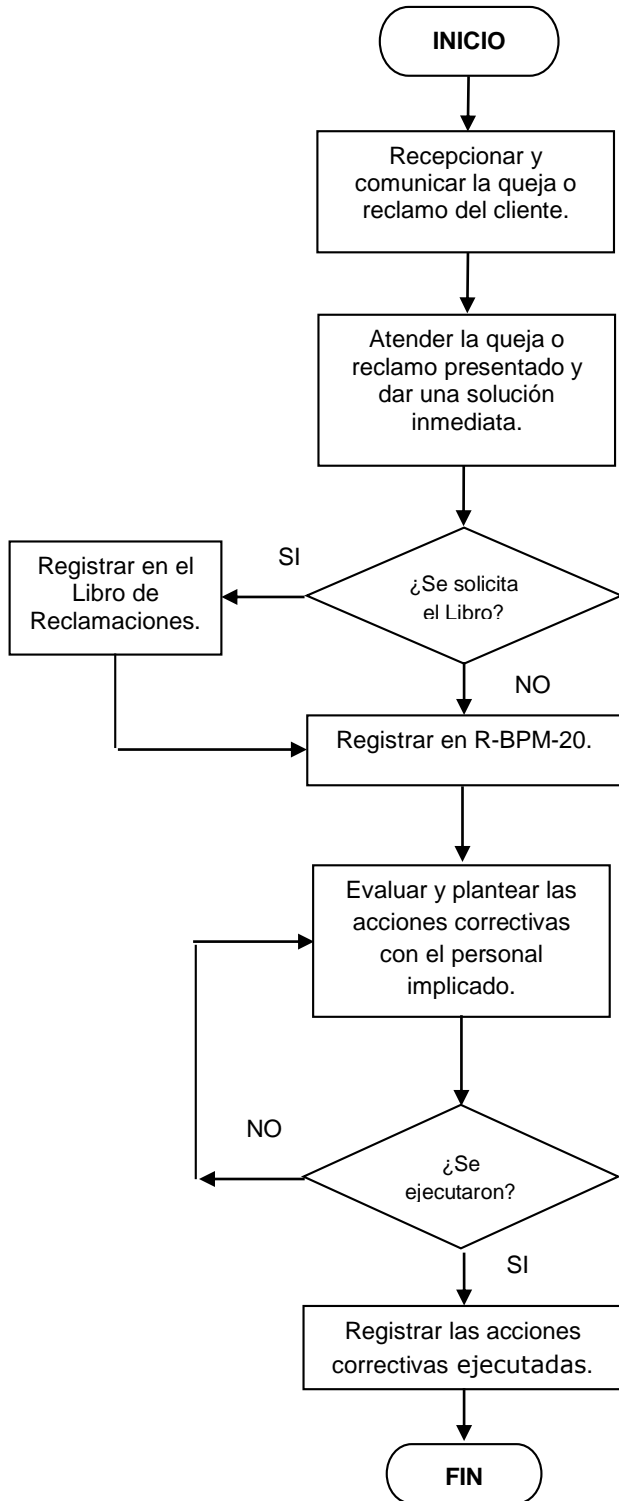 INICIO
Recepcionar y
comunicar la queja o
reclamo del cliente.
Atender la queja o
reclamo presentado y
dar una solución
inmediata.
SI
¿Se solicita
el Libro?
Registrar en el
Libro de
Reclamaciones.
NO
Registrar en R-BPM-20.
Evaluar y plantear las
acciones correctivas
con el personal
implicado.
NO
¿Se
ejecutaron?
SI
Registrar las acciones
correctivas ejecutadas.
FIN